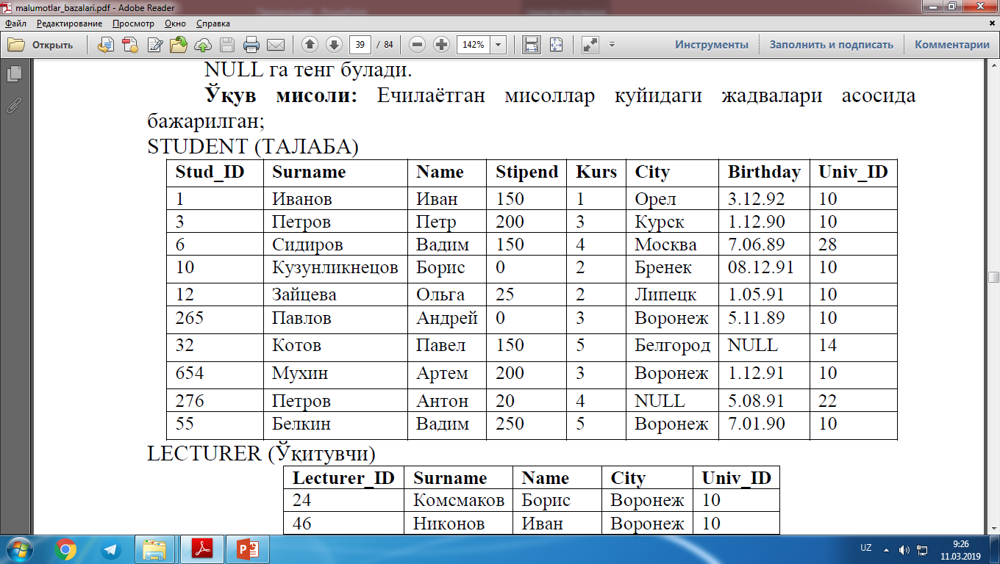 malumotlar_bazalari.pdf - Adobe Reader
Файл Редактирование Просмотр Окно Справка
Открыть 39 / 84 142% Инструменты Заполнить и подписать Комментарии
NULL га тенг булади.
Ўқув мисоли: Ечилаётган мисоллар куйидаги жадвалари асосида
бажарилган;
STUDENT (ТАЛАБА)
Stud_ID Surname Name Stipend Kurs City Birthday Univ_ID
1 Иванов Иван 150 1 Орел 3.12.92 10
3 Петров Петр 200 3 Курск 1.12.90 10
6 Сидиров Вадим 150 4 Москва 7.06.89 28
10 Кузунликнецов Борис 0 2 Бренек 08.12.91 10
12 Зайцева Ольга 25 2 Липецк 1.05.91 10
265 Павлов Андрей 0 3 Воронеж 5.11.89 10
32 Котов Павел 150 5 Белгород NULL 14
654 Мухин Артем 200 3 Воронеж 1.12.91 10
276 Петров Антон 20 4 NULL 5.08.91 22
55 Белкин Вадим 250 5 Воронеж 7.01.90 10
LECTURER (Ўқитувчи)
Lecturer_ID Surname Name City Univ_ID
24 Комсмаков Борис Воронеж 10
46 Никонов Иван Воронеж 10
UZ 9:26
11.03.2019